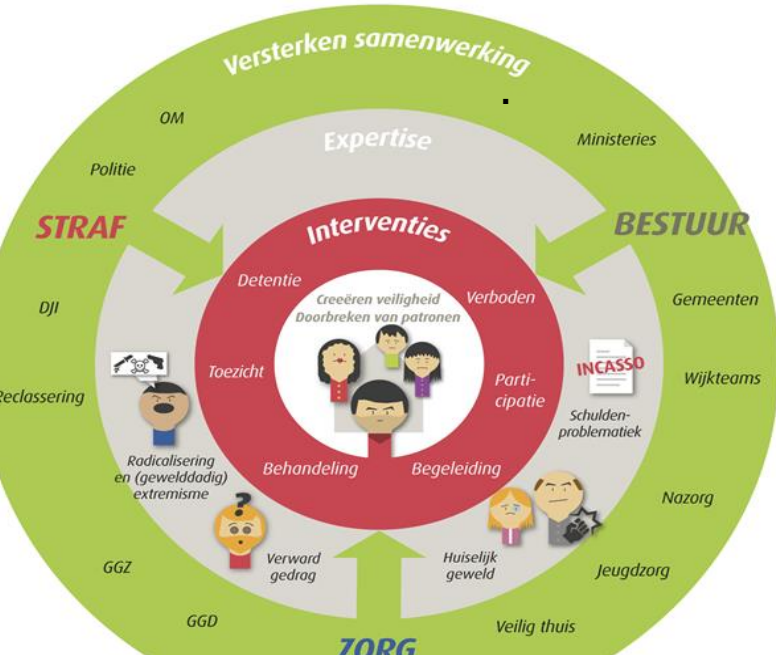 Versterken samenwerking
OM
Ministeries
Expertise
Politie
STRAF
BESTUUR
Interventies
Detentie
Verboden
Creeëren veiligheid
Doorbreken van patronen
DJI
Gemeenten
Toezicht
INCASSO
Wijkteams
Parti-
cipatie
Reclassering
Schulden-
problematiek
Radicalisering
en (gewelddadig)
extremisme
Behandeling
Begeleiding
Nazorg
?
Verward
gedrag
Huiselijk
geweld
GGZ
Jeugdzorg
GGD
Veilig thuis
ZORG